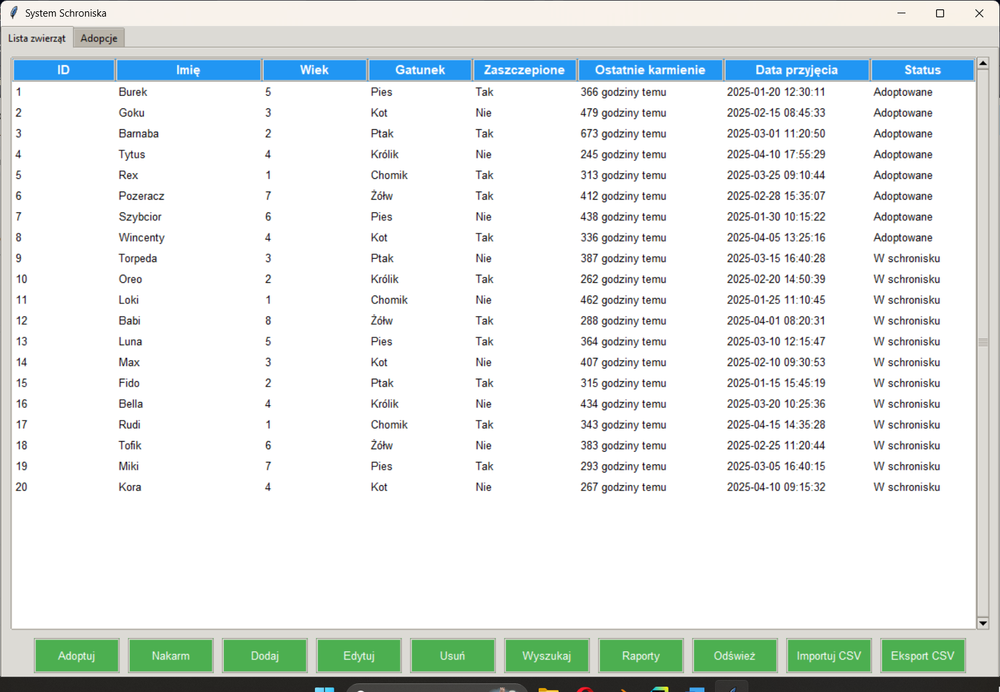 System Schroniska
Lista zwierząt Adopcje
ID Imię Wiek Gatunek Zaszczepione Ostatnie karmienie Data przyjęcia Status
1 Burek 5 Pies Tak 366 godziny temu 2025-01-20 12:30:11 Adoptowane
2 Goku 3 Kot Nie 479 godziny temu 2025-02-15 08:45:33 Adoptowane
3 Barnaba 2 Ptak Tak 673 godziny temu 2025-03-01 11:20:50 Adoptowane
4 Tytus 4 Królik Nie 245 godziny temu 2025-04-10 17:55:29 Adoptowane
5 Rex 1 Chomik Tak 313 godziny temu 2025-03-25 09:10:44 Adoptowane
6 Pozeracz 7 Żółw Tak 412 godziny temu 2025-02-28 15:35:07 Adoptowane
7 Szybcior 6 Pies Nie 438 godziny temu 2025-01-30 10:15:22 Adoptowane
8 Wincenty 4 Kot Tak 336 godziny temu 2025-04-05 13:25:16 Adoptowane
9 Torpeda 3 Ptak Nie 387 godziny temu 2025-03-15 16:40:28 W schronisku
10 Oreo 2 Królik Tak 262 godziny temu 2025-02-20 14:50:39 W schronisku
11 Loki 1 Chomik Nie 462 godziny temu 2025-01-25 11:10:45 W schronisku
12 Babi 8 Żółw Tak 288 godziny temu 2025-04-01 08:20:31 W schronisku
13 Luna 5 Pies Tak 364 godziny temu 2025-03-10 12:15:47 W schronisku
14 Max 3 Kot Nie 407 godziny temu 2025-02-10 09:30:53 W schronisku
15 Fido 2 Ptak Tak 315 godziny temu 2025-01-15 15:45:19 W schronisku
16 Bella 4 Królik Nie 434 godziny temu 2025-03-20 10:25:36 W schronisku
17 Rudi 1 Chomik Tak 343 godziny temu 2025-04-15 14:35:28 W schronisku
18 Tofik 6 Żółw Nie 383 godziny temu 2025-02-25 11:20:44 W schronisku
19 Miki 7 Pies Tak 293 godziny temu 2025-03-05 16:40:15 W schronisku
20 Kora 4 Kot Nie 267 godziny temu 2025-04-10 09:15:32 W schronisku
Adoptuj Nakarm Dodaj Edytuj Usuń Wyszukaj Raporty Odśwież Importuj CSV Eksport CSV